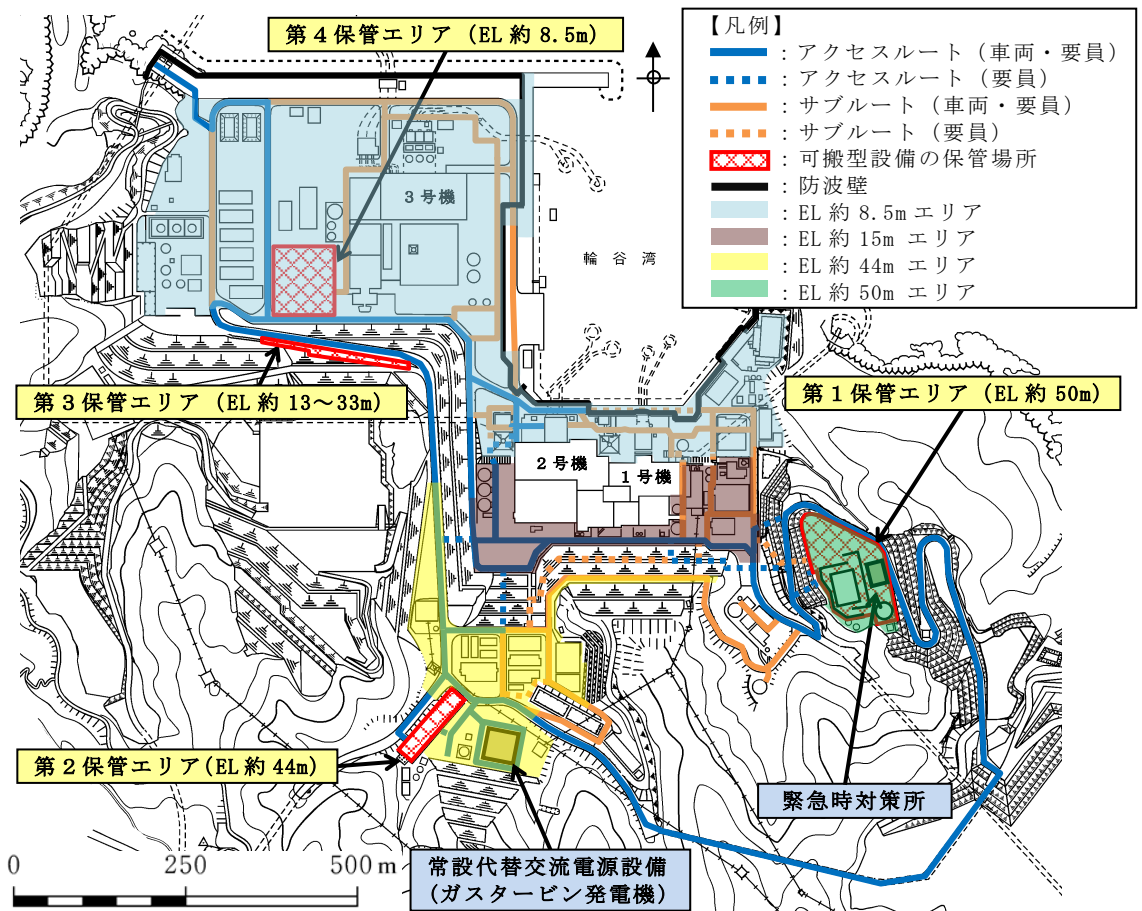 第４保管エリア（EL 約 8.5m）
【凡例】
：アクセスルート（車両・要員）
：アクセスルート（要員）
：サブルート（車両・要員）
：サブルート（要員）
：可搬型設備の保管場所
：防波壁
：EL 約 8.5m エリア
：EL 約 15m エリア
：EL 約 44m エリア
：EL 約 50m エリア
３号機
輪谷湾
第３保管エリア（EL 約 13～33m）
第１保管エリア（EL 約 50m）
２号機
１号機
第２保管エリア(EL 約 44m)
緊急時対策所
常設代替交流電源設備
(ガスタービン発電機)
0 250 500 m